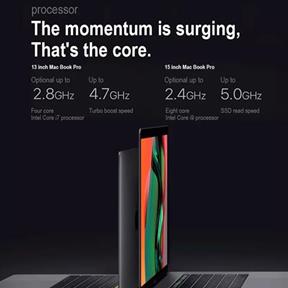 processor
The momentum is surging,
That's the core.
13 inch Mac Book Pro
15 inch Mac Book Pro
Optional up to
Up to
Optional up to
Up to
2.8GHz
4.7GHz
2.4GHz
5.0GHz
Four core
Intel Core i7 processor
Turbo boost speed
Eight core
Intel Core i9 processor
SSD read speed